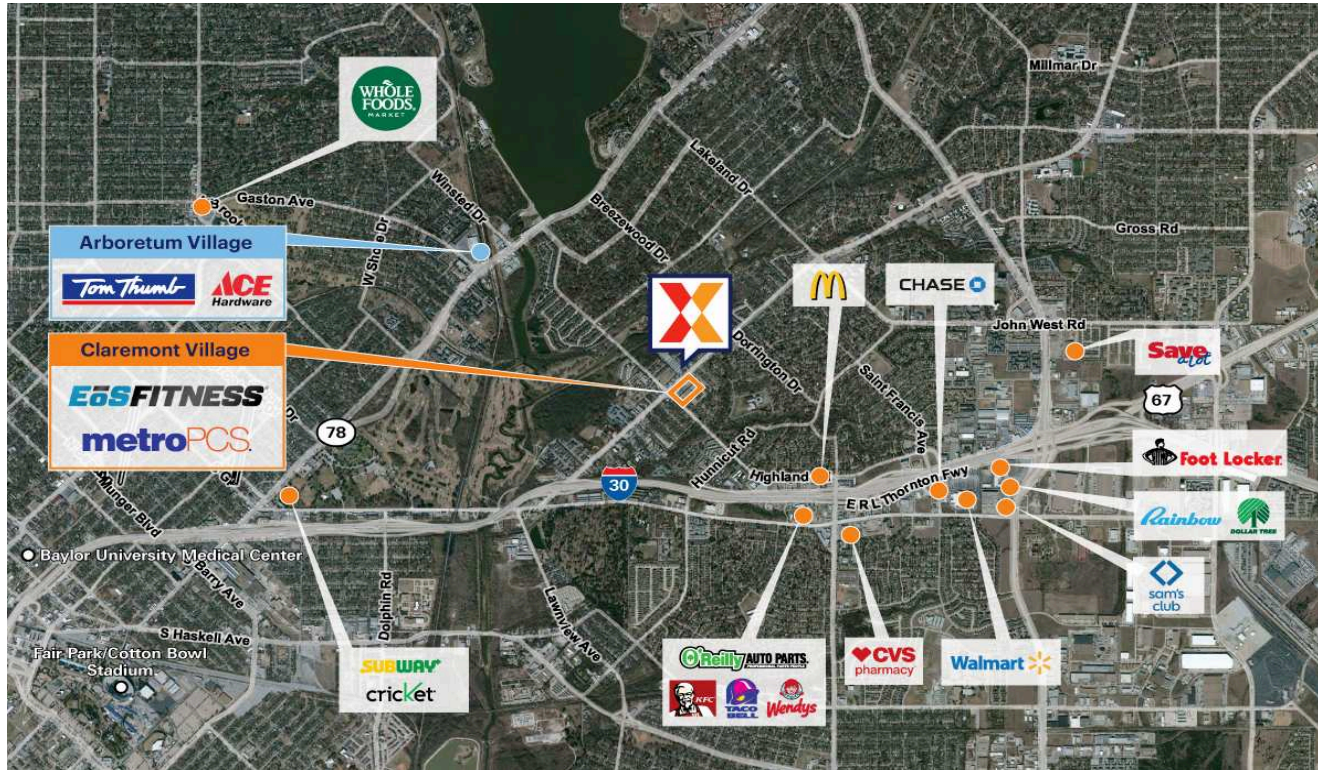 Millmar Dr
WHOLE
FOODS
MARKET
Lakeland Dr
Winsted Dr
Gaston Ave
Breezewood Dr
Gross Rd
Arboretum Village
Tom Thumb
ACE
Hardware
W Shore Dr
CHASE
John West Rd
Claremont Village
EōSFITNESS
metroPCS.
Dorrington Dr
Saint Francis Ave
Save
a lot
67
78
Dr
Hunnicut Rd
Highland
30
E R L Thornton Fwy
Foot Locker
Rainbow
DOLLAR TREE
Munger Blvd
Baylor University Medical Center
sam's
club
S Barry Ave
Dolphin Rd
Lawnview Ave
S Haskell Ave
Fair Park/Cotton Bowl
Stadium
SUBWAY
cricket
O'Reilly AUTO PARTS.
KFC
TACO
BELL
Wendys
CVS
pharmacy
Walmart